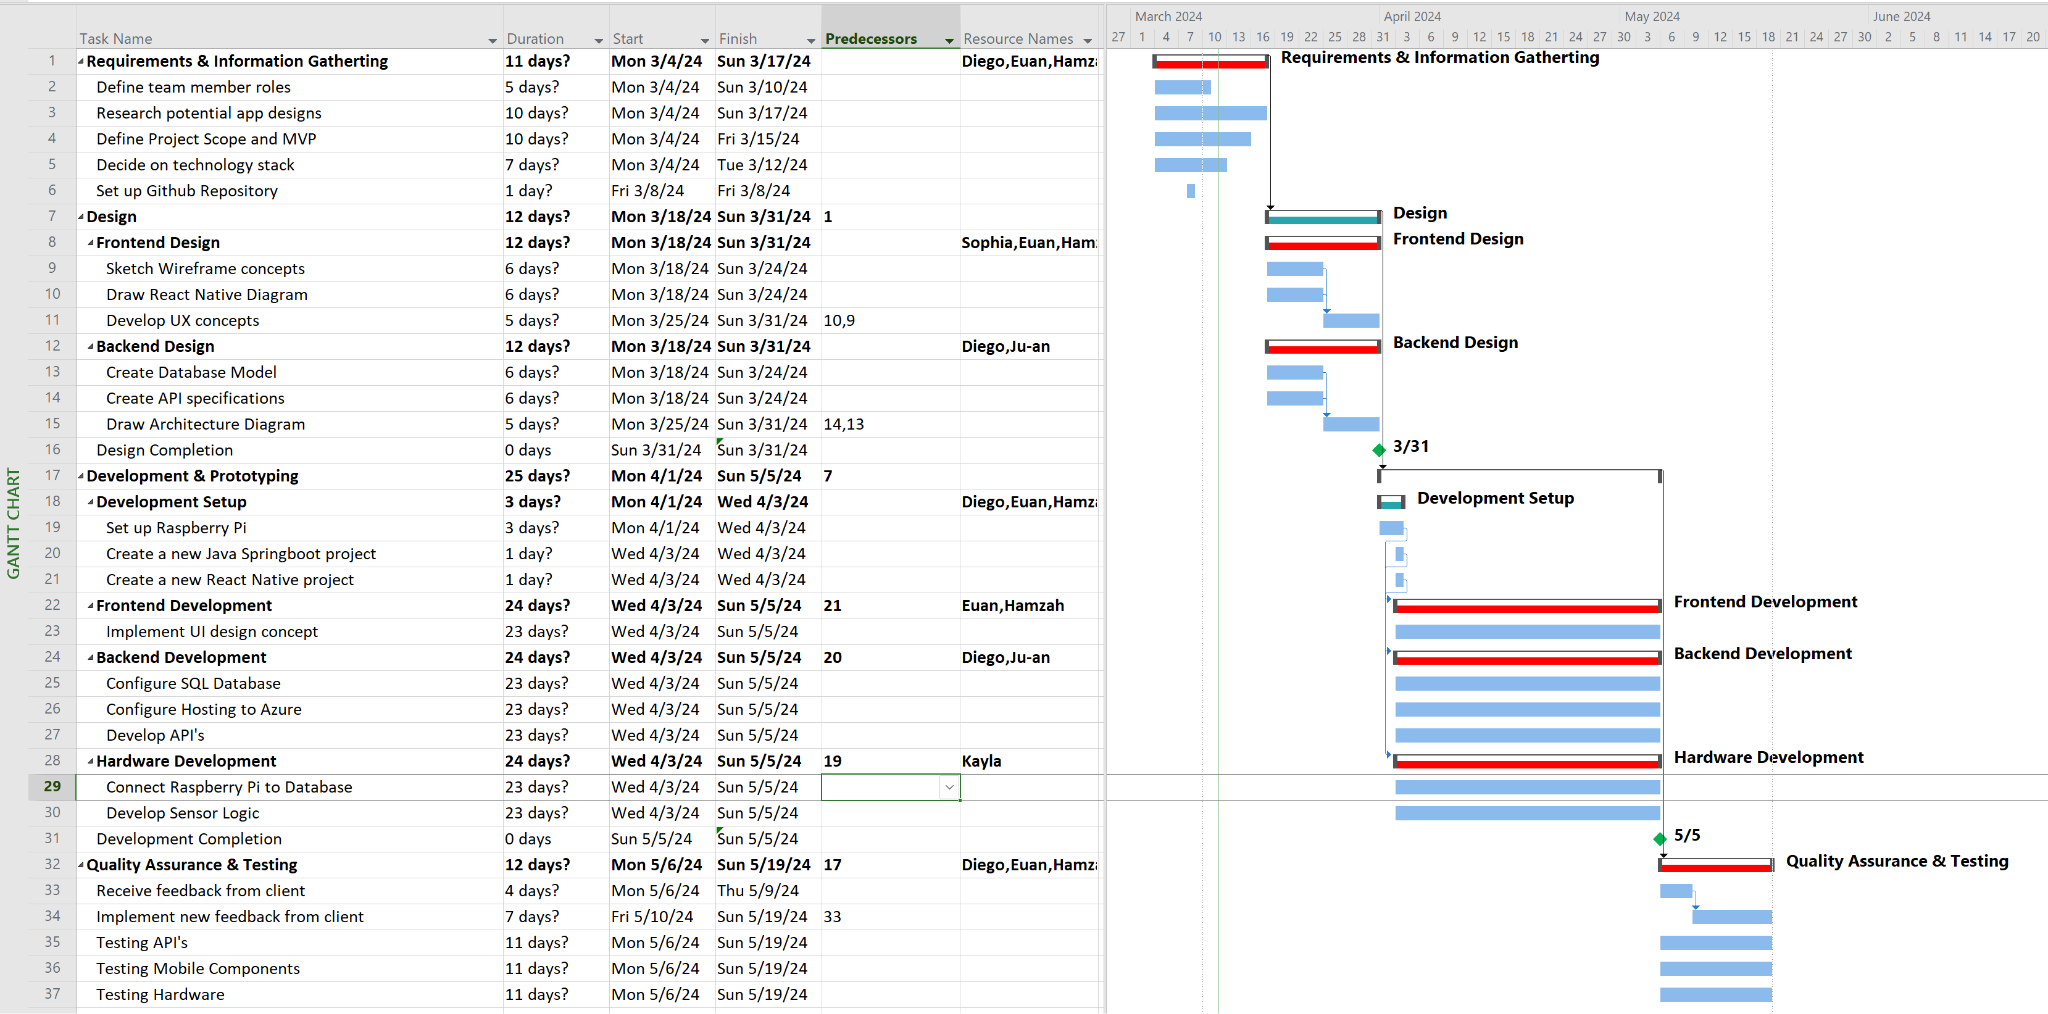 GANTT CHART
Task Name Duration Start Finish Predecessors Resource Names
1 Requirements & Information Gatherting 11 days? Mon 3/4/24 Sun 3/17/24 Diego,Euan,Hamza
2 Define team member roles 5 days? Mon 3/4/24 Sun 3/10/24
3 Research potential app designs 10 days? Mon 3/4/24 Sun 3/17/24
4 Define Project Scope and MVP 10 days? Mon 3/4/24 Fri 3/15/24
5 Decide on technology stack 7 days? Mon 3/4/24 Tue 3/12/24
6 Set up Github Repository 1 day? Fri 3/8/24 Fri 3/8/24
7 Design 12 days? Mon 3/18/24 Sun 3/31/24 1
8 Frontend Design 12 days? Mon 3/18/24 Sun 3/31/24 Sophia,Euan,Ham
9 Sketch Wireframe concepts 6 days? Mon 3/18/24 Sun 3/24/24
10 Draw React Native Diagram 6 days? Mon 3/18/24 Sun 3/24/24
11 Develop UX concepts 5 days? Mon 3/25/24 Sun 3/31/24 10,9
12 Backend Design 12 days? Mon 3/18/24 Sun 3/31/24 Diego,Ju-an
13 Create Database Model 6 days? Mon 3/18/24 Sun 3/24/24
14 Create API specifications 6 days? Mon 3/18/24 Sun 3/24/24
15 Draw Architecture Diagram 5 days? Mon 3/25/24 Sun 3/31/24 14,13
16 Design Completion 0 days Sun 3/31/24 Sun 3/31/24
17 Development & Prototyping 25 days? Mon 4/1/24 Sun 5/5/24 7
18 Development Setup 3 days? Mon 4/1/24 Wed 4/3/24 Diego,Euan,Hamza
19 Set up Raspberry Pi 3 days? Mon 4/1/24 Wed 4/3/24
20 Create a new Java Springboot project 1 day? Wed 4/3/24 Wed 4/3/24
21 Create a new React Native project 1 day? Wed 4/3/24 Wed 4/3/24
22 Frontend Development 24 days? Wed 4/3/24 Sun 5/5/24 21 Euan,Hamzah
23 Implement UI design concept 23 days? Wed 4/3/24 Sun 5/5/24
24 Backend Development 24 days? Wed 4/3/24 Sun 5/5/24 20 Diego,Ju-an
25 Configure SQL Database 23 days? Wed 4/3/24 Sun 5/5/24
26 Configure Hosting to Azure 23 days? Wed 4/3/24 Sun 5/5/24
27 Develop API's 23 days? Wed 4/3/24 Sun 5/5/24
28 Hardware Development 24 days? Wed 4/3/24 Sun 5/5/24 19 Kayla
29 Connect Raspberry Pi to Database 23 days? Wed 4/3/24 Sun 5/5/24
30 Develop Sensor Logic 23 days? Wed 4/3/24 Sun 5/5/24
31 Development Completion 0 days Sun 5/5/24 Sun 5/5/24
32 Quality Assurance & Testing 12 days? Mon 5/6/24 Sun 5/19/24 17 Diego,Euan,Hamza
33 Receive feedback from client 4 days? Mon 5/6/24 Thu 5/9/24
34 Implement new feedback from client 7 days? Fri 5/10/24 Sun 5/19/24 33
35 Testing API's 11 days? Mon 5/6/24 Sun 5/19/24
36 Testing Mobile Components 11 days? Mon 5/6/24 Sun 5/19/24
37 Testing Hardware 11 days? Mon 5/6/24 Sun 5/19/24
March 2024 April 2024 May 2024 June 2024
27 1 4 7 10 13 16 19 22 25 28 31 3 6 9 12 15 18 21 24 27 30 3 6 9 12 15 18 21 24 27 30 2 5 8 11 14 17 20
Requirements & Information Gatherting
Design
Frontend Design
Backend Design
3/31
Development Setup
Frontend Development
Backend Development
Hardware Development
5/5
Quality Assurance & Testing